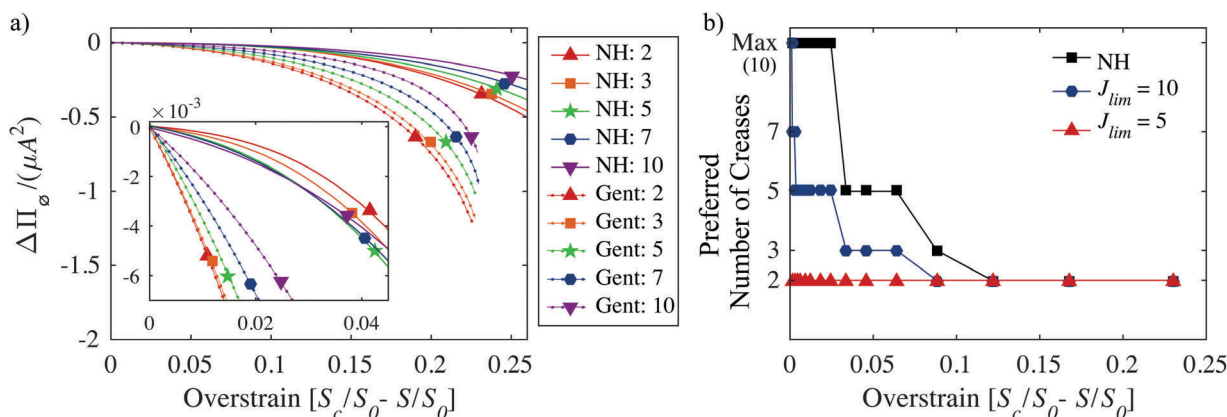 a)
0
-0.5
-1
-1.5
-2
ΔΠ_ø/(μA²)
× 10⁻³
0
-2
-4
-6
0 0.02 0.04
0 0.05 0.1 0.15 0.2 0.25
Overstrain [S_c/S_0- S/S_0]
NH: 2
NH: 3
NH: 5
NH: 7
NH: 10
Gent: 2
Gent: 3
Gent: 5
Gent: 7
Gent: 10
b)
Preferred
Number of Creases
Max
(10)
7
5
3
2
NH
J_lim = 10
J_lim = 5
0 0.05 0.1 0.15 0.2 0.25
Overstrain [S_c/S_0- S/S_0]